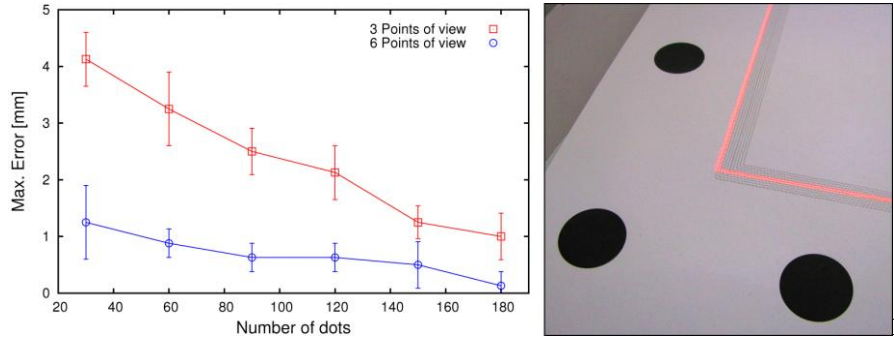 3 Points of view
6 Points of view
5
4
3
2
1
0
Max. Error [mm]
20 40 60 80 100 120 140 160 180
Number of dots